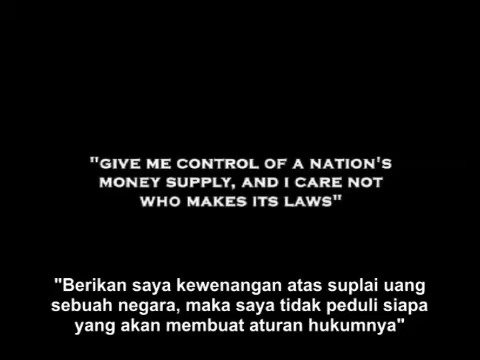 "GIVE ME CONTROL OF A NATION'S
MONEY SUPPLY, AND I CARE NOT
WHO MAKES ITS LAWS"
"Berikan saya kewenangan atas suplai uang
sebuah negara, maka saya tidak peduli siapa
yang akan membuat aturan hukumnya"